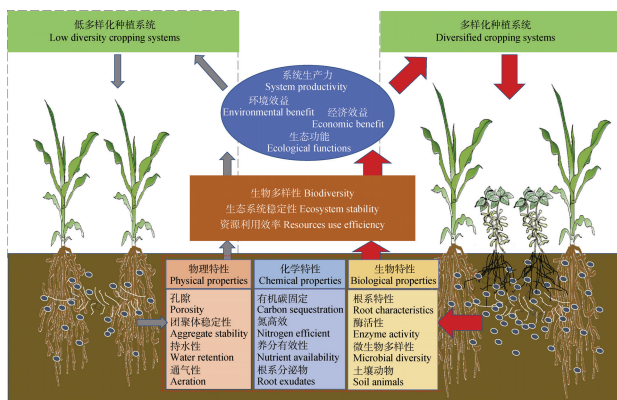 低多样化种植系统
Low diversity cropping systems
多样化种植系统
Diversified cropping systems
系统生产力
System productivity
环境效益
Environmental benefit
经济效益
Economic benefit
生态功能
Ecological functions
生物多样性 Biodiversity
生态系统稳定性 Ecosystem stability
资源利用效率 Resources use efficiency
物理特性
Physical properties
孔隙
Porosity
团聚体稳定性
Aggregate stability
持水性
Water retention
通气性
Aeration
化学特性
Chemical properties
有机碳固定
Carbon sequestration
氮高效
Nitrogen efficient
养分有效性
Nutrient availability
根系分泌物
Root exudates
生物特性
Biological properties
根系特性
Root characteristics
酶活性
Enzyme activity
微生物多样性
Microbial diversity
土壤动物
Soil animals